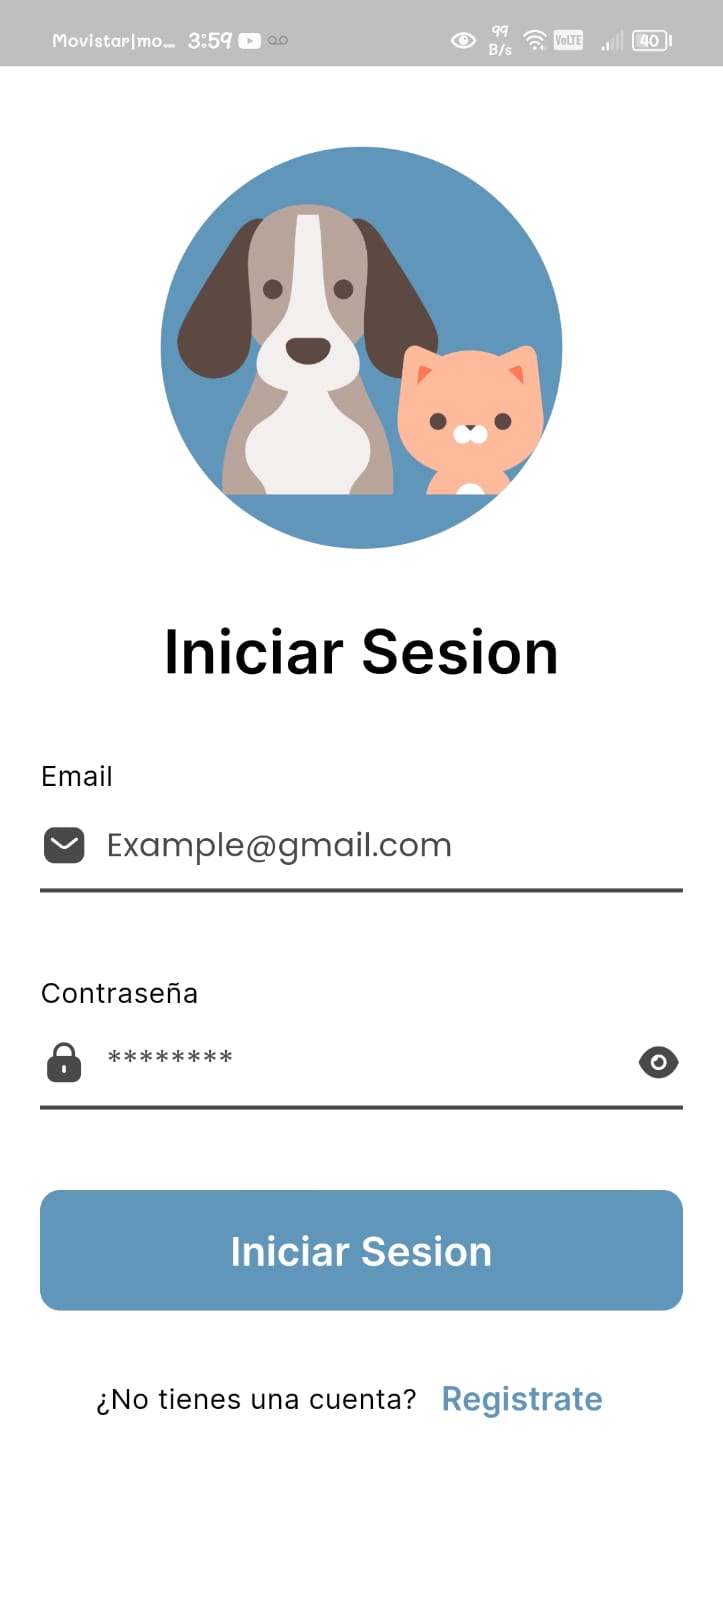 Movistar|mo... 3:59 99 B/s VoLTE 40
Iniciar Sesion
Email
Example@gmail.com
Contraseña
********
Iniciar Sesion
¿No tienes una cuenta? Registrate